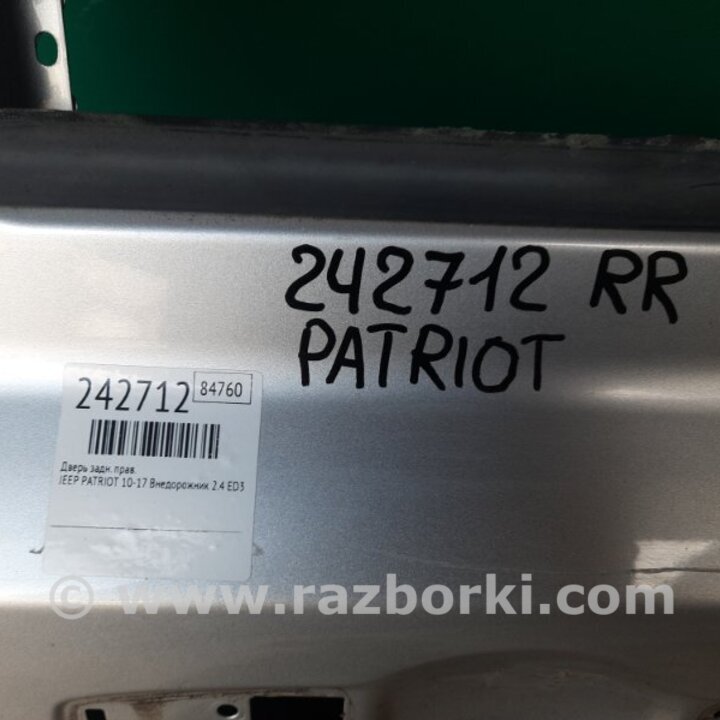 242712 RR
PATRIOT
242712 84760
Дверь задн. прав.
JEEP PATRIOT 10-17 Внедорожник 2.4 ED3
© www.razborki.com